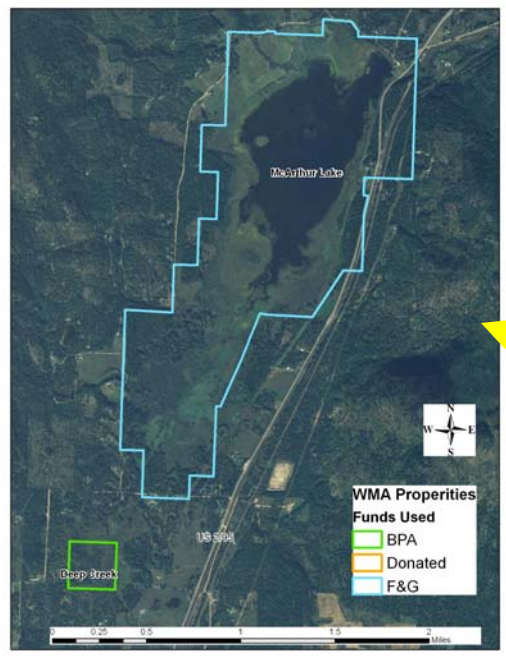 McArthur Lake
N
W E
S
WMA Properities
Funds Used
BPA
Donated
F&G
US 295
Deep Creek
0 0.25 0.5 1 1.5 2
Miles